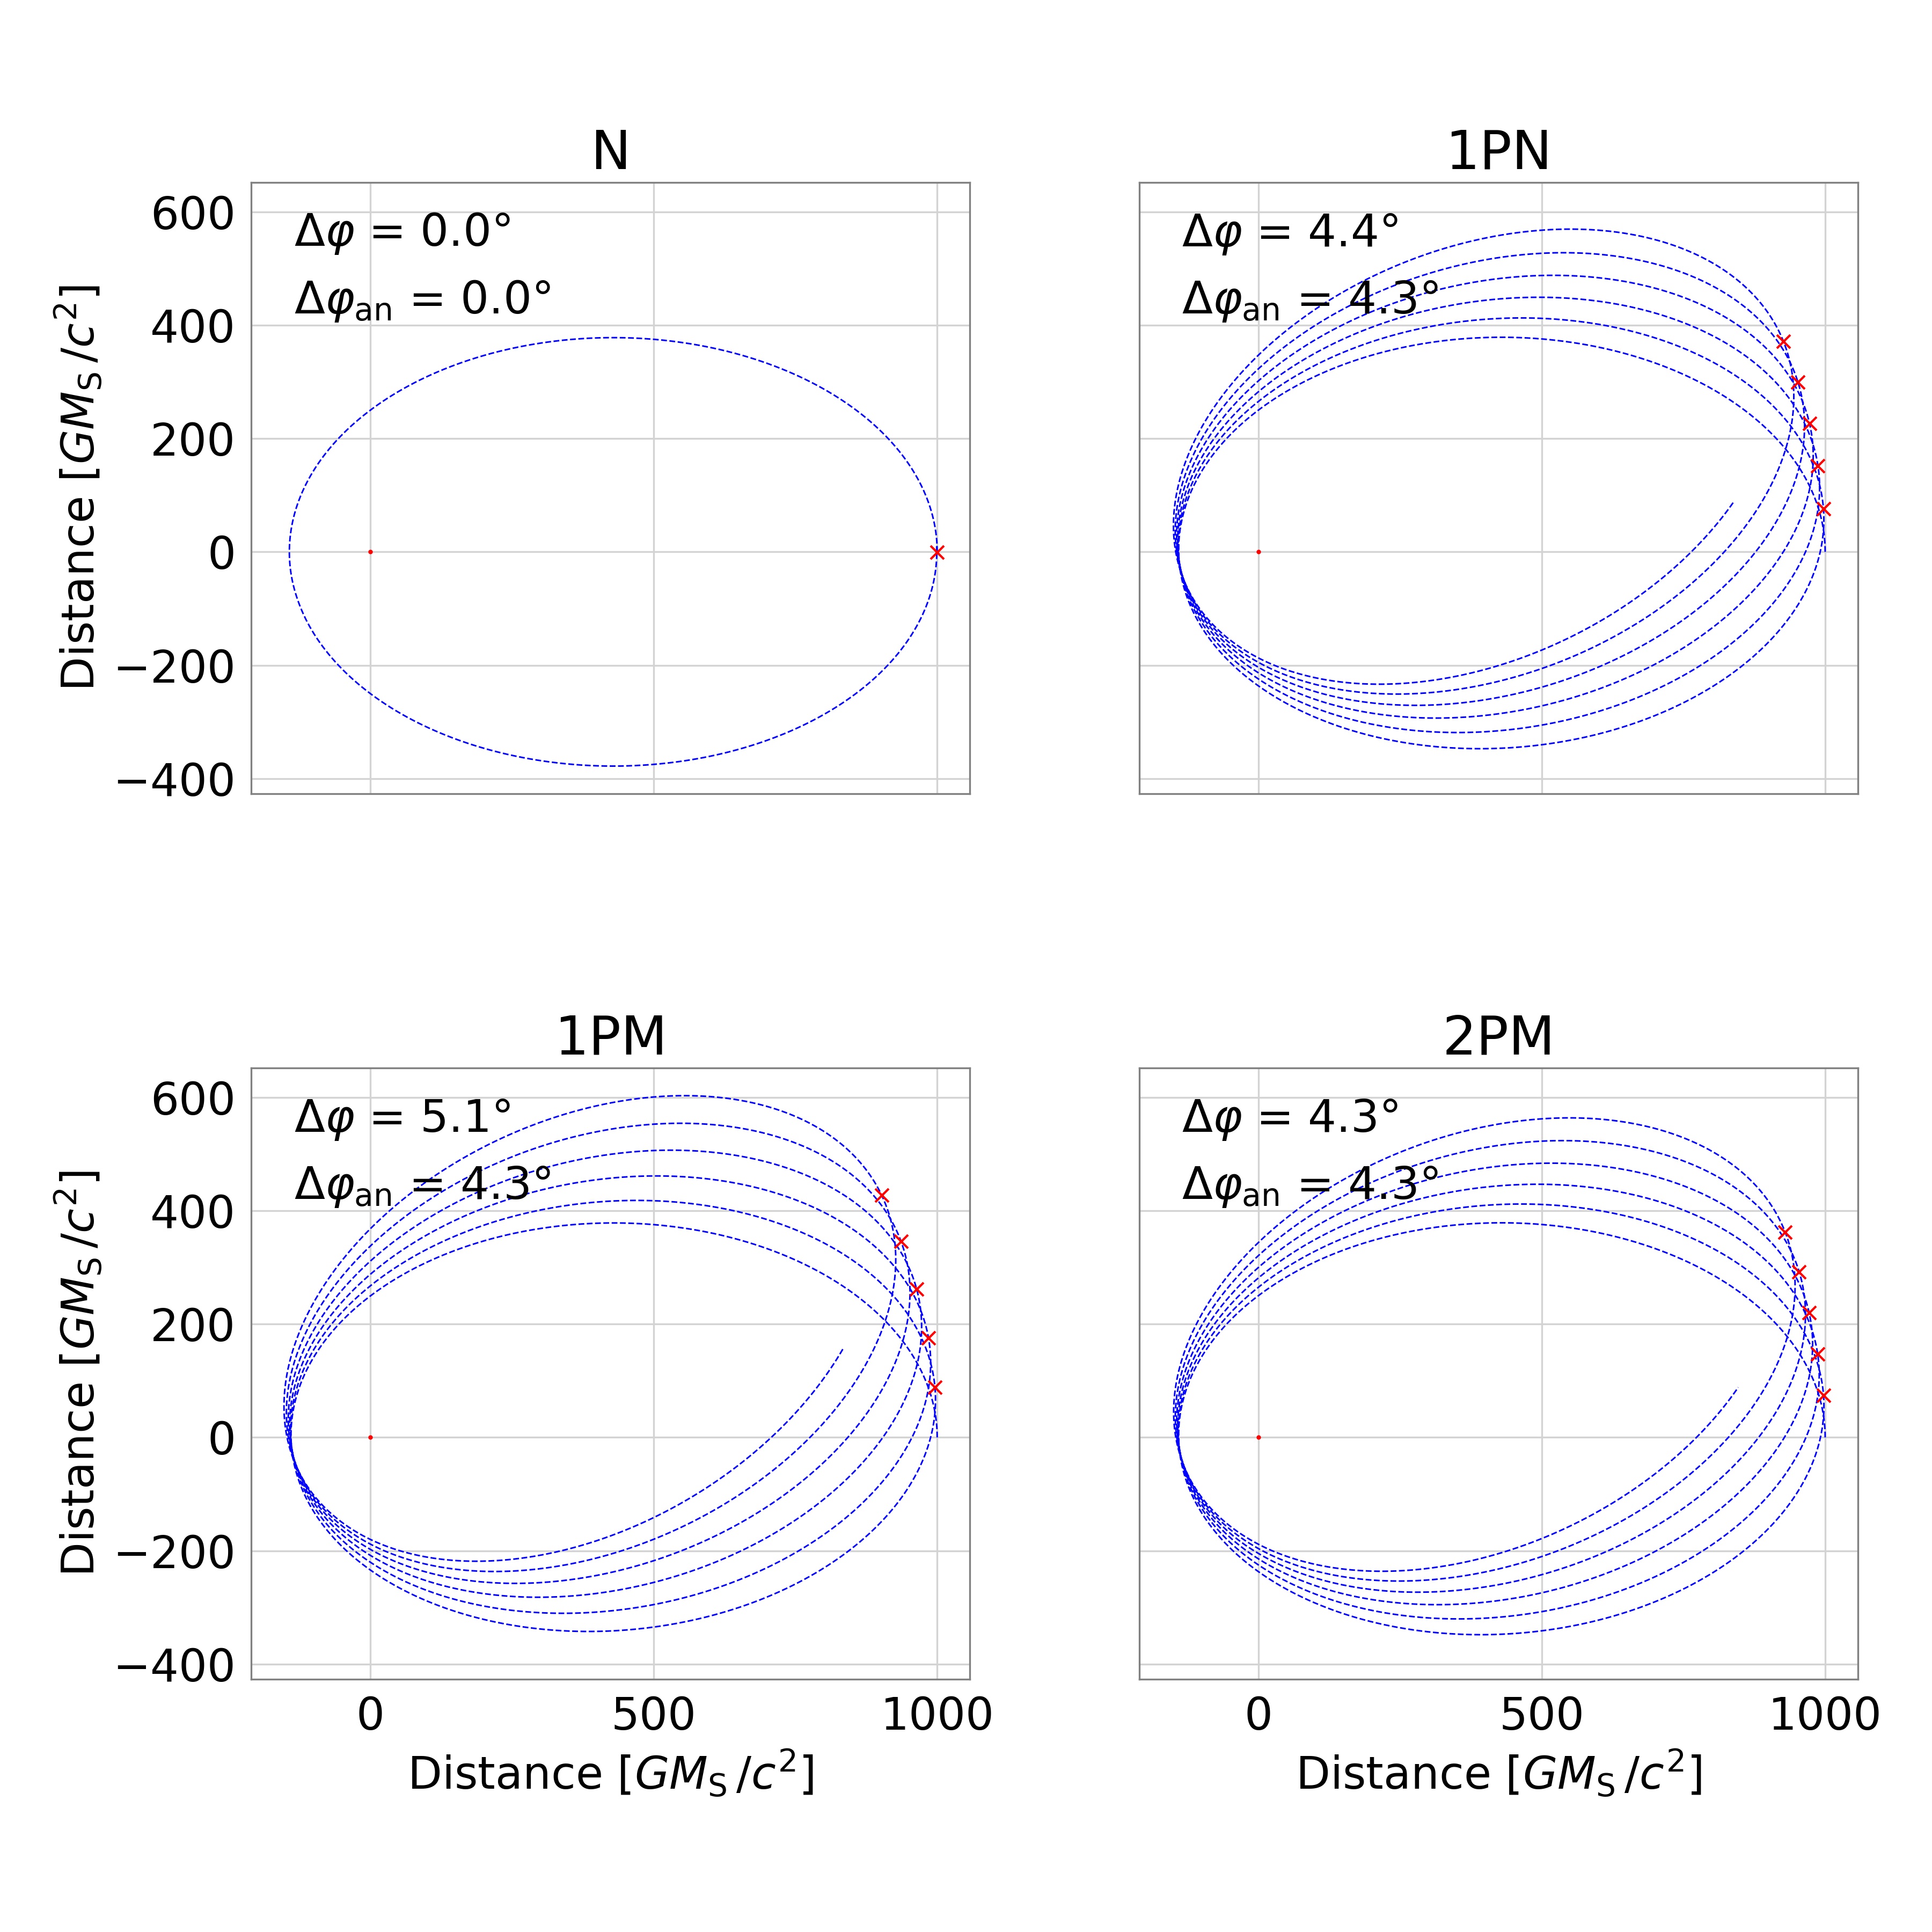 N
Δφ = 0.0°
Δφan = 0.0°
600
400
200
0
−200
−400
Distance [GMS/c²]
1PN
Δφ = 4.4°
Δφan = 4.3°
1PM
Δφ = 5.1°
Δφan = 4.3°
600
400
200
0
−200
−400
Distance [GMS/c²]
0 500 1000
Distance [GMS/c²]
2PM
Δφ = 4.3°
Δφan = 4.3°
0 500 1000
Distance [GMS/c²]